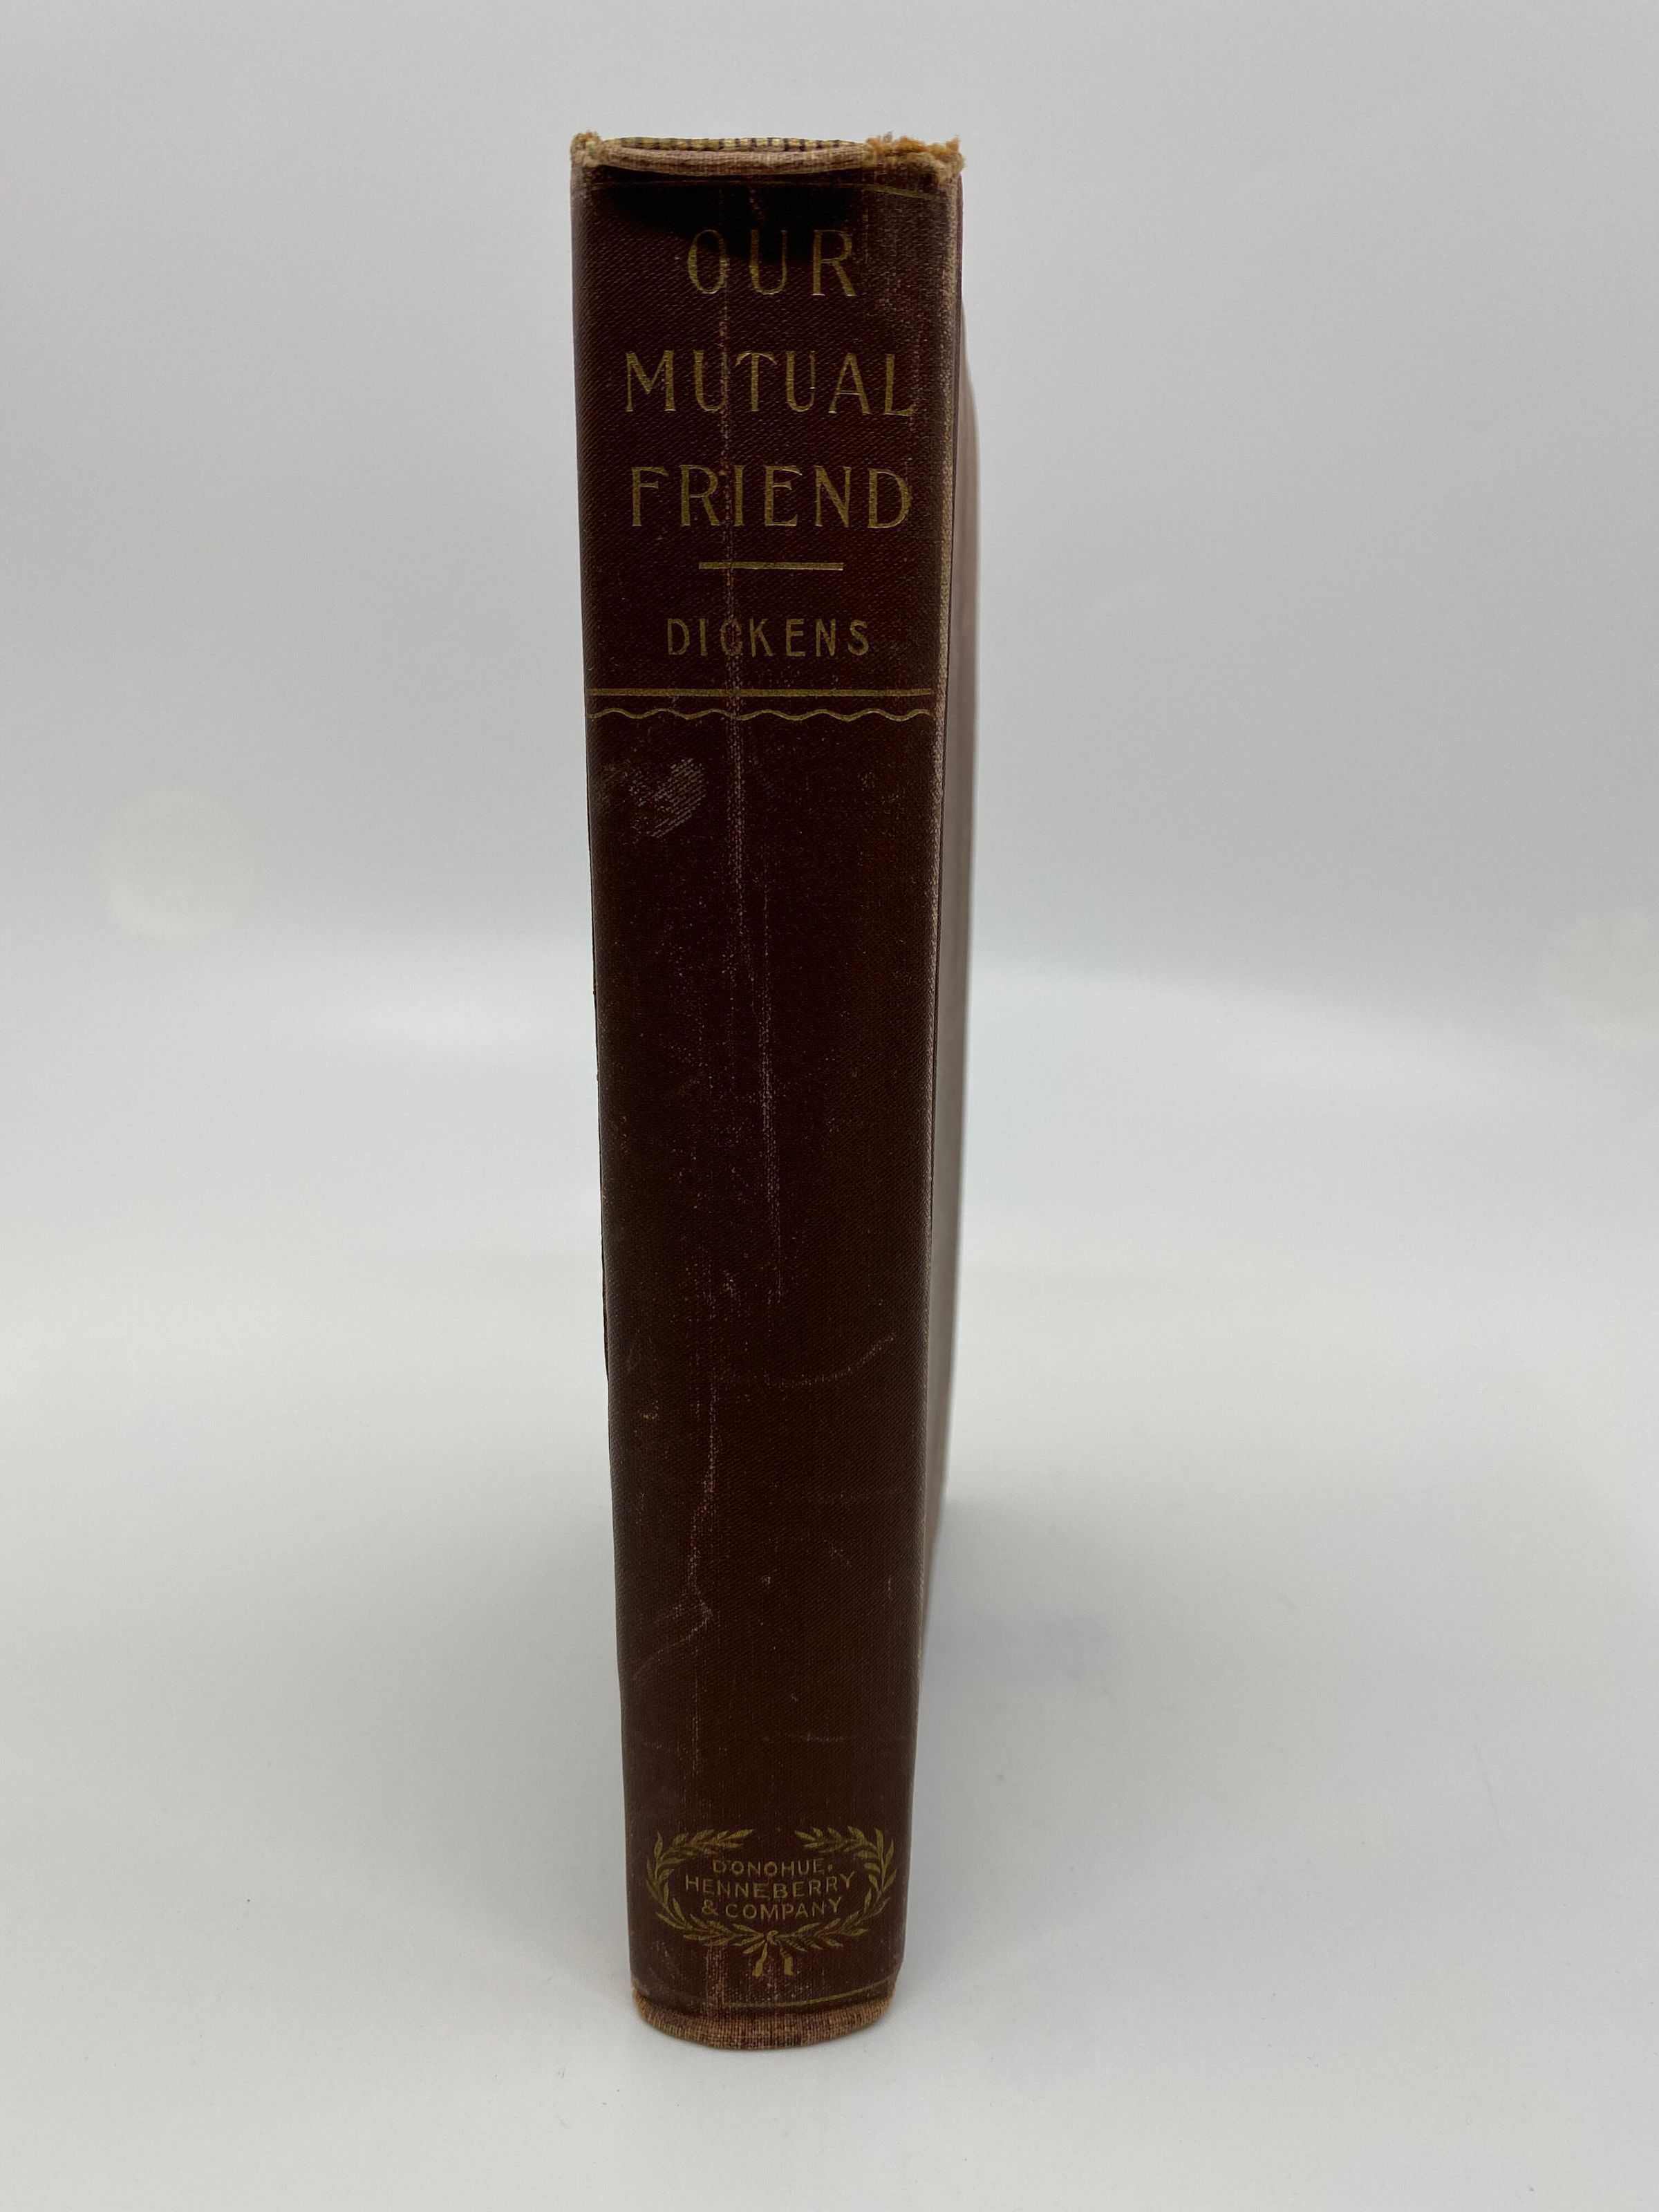 OUR
MUTUAL
FRIEND
DICKENS
DONOHUE,
HENNEBERRY
& COMPANY